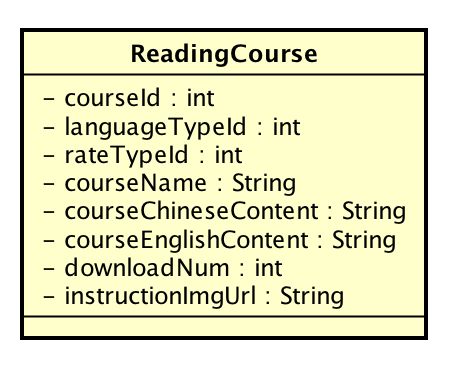 ReadingCourse
- courseId : int
- languageTypeId : int
- rateTypeId : int
- courseName : String
- courseChineseContent : String
- courseEnglishContent : String
- downloadNum : int
- instructionImgUrl : String